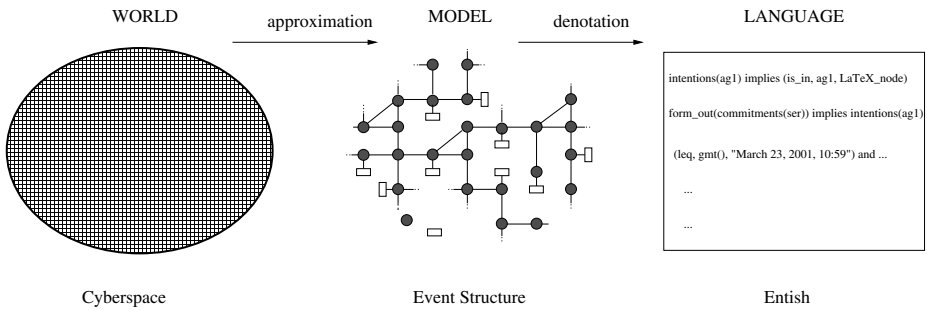 WORLD
approximation
MODEL
denotation
LANGUAGE
intentions(ag1) implies (is_in, ag1, LaTeX_node)
form_out(commitments(ser)) implies intentions(ag1)
(leq, gmt(), "March 23, 2001, 10:59") and ...
...
...
Cyberspace
Event Structure
Entish